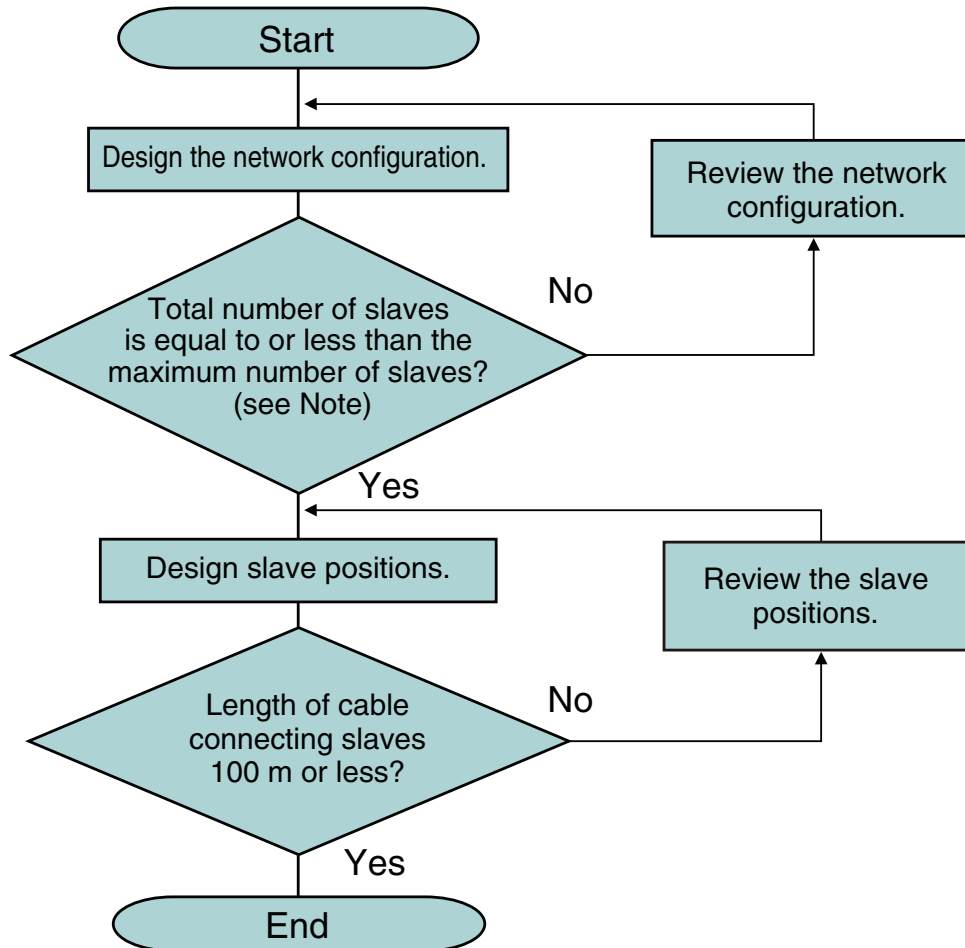 Start
Design the network configuration.
Review the network
configuration.
No
Total number of slaves
is equal to or less than the
maximum number of slaves?
(see Note)
Yes
Design slave positions.
Review the slave
positions.
No
Length of cable
connecting slaves
100 m or less?
Yes
End